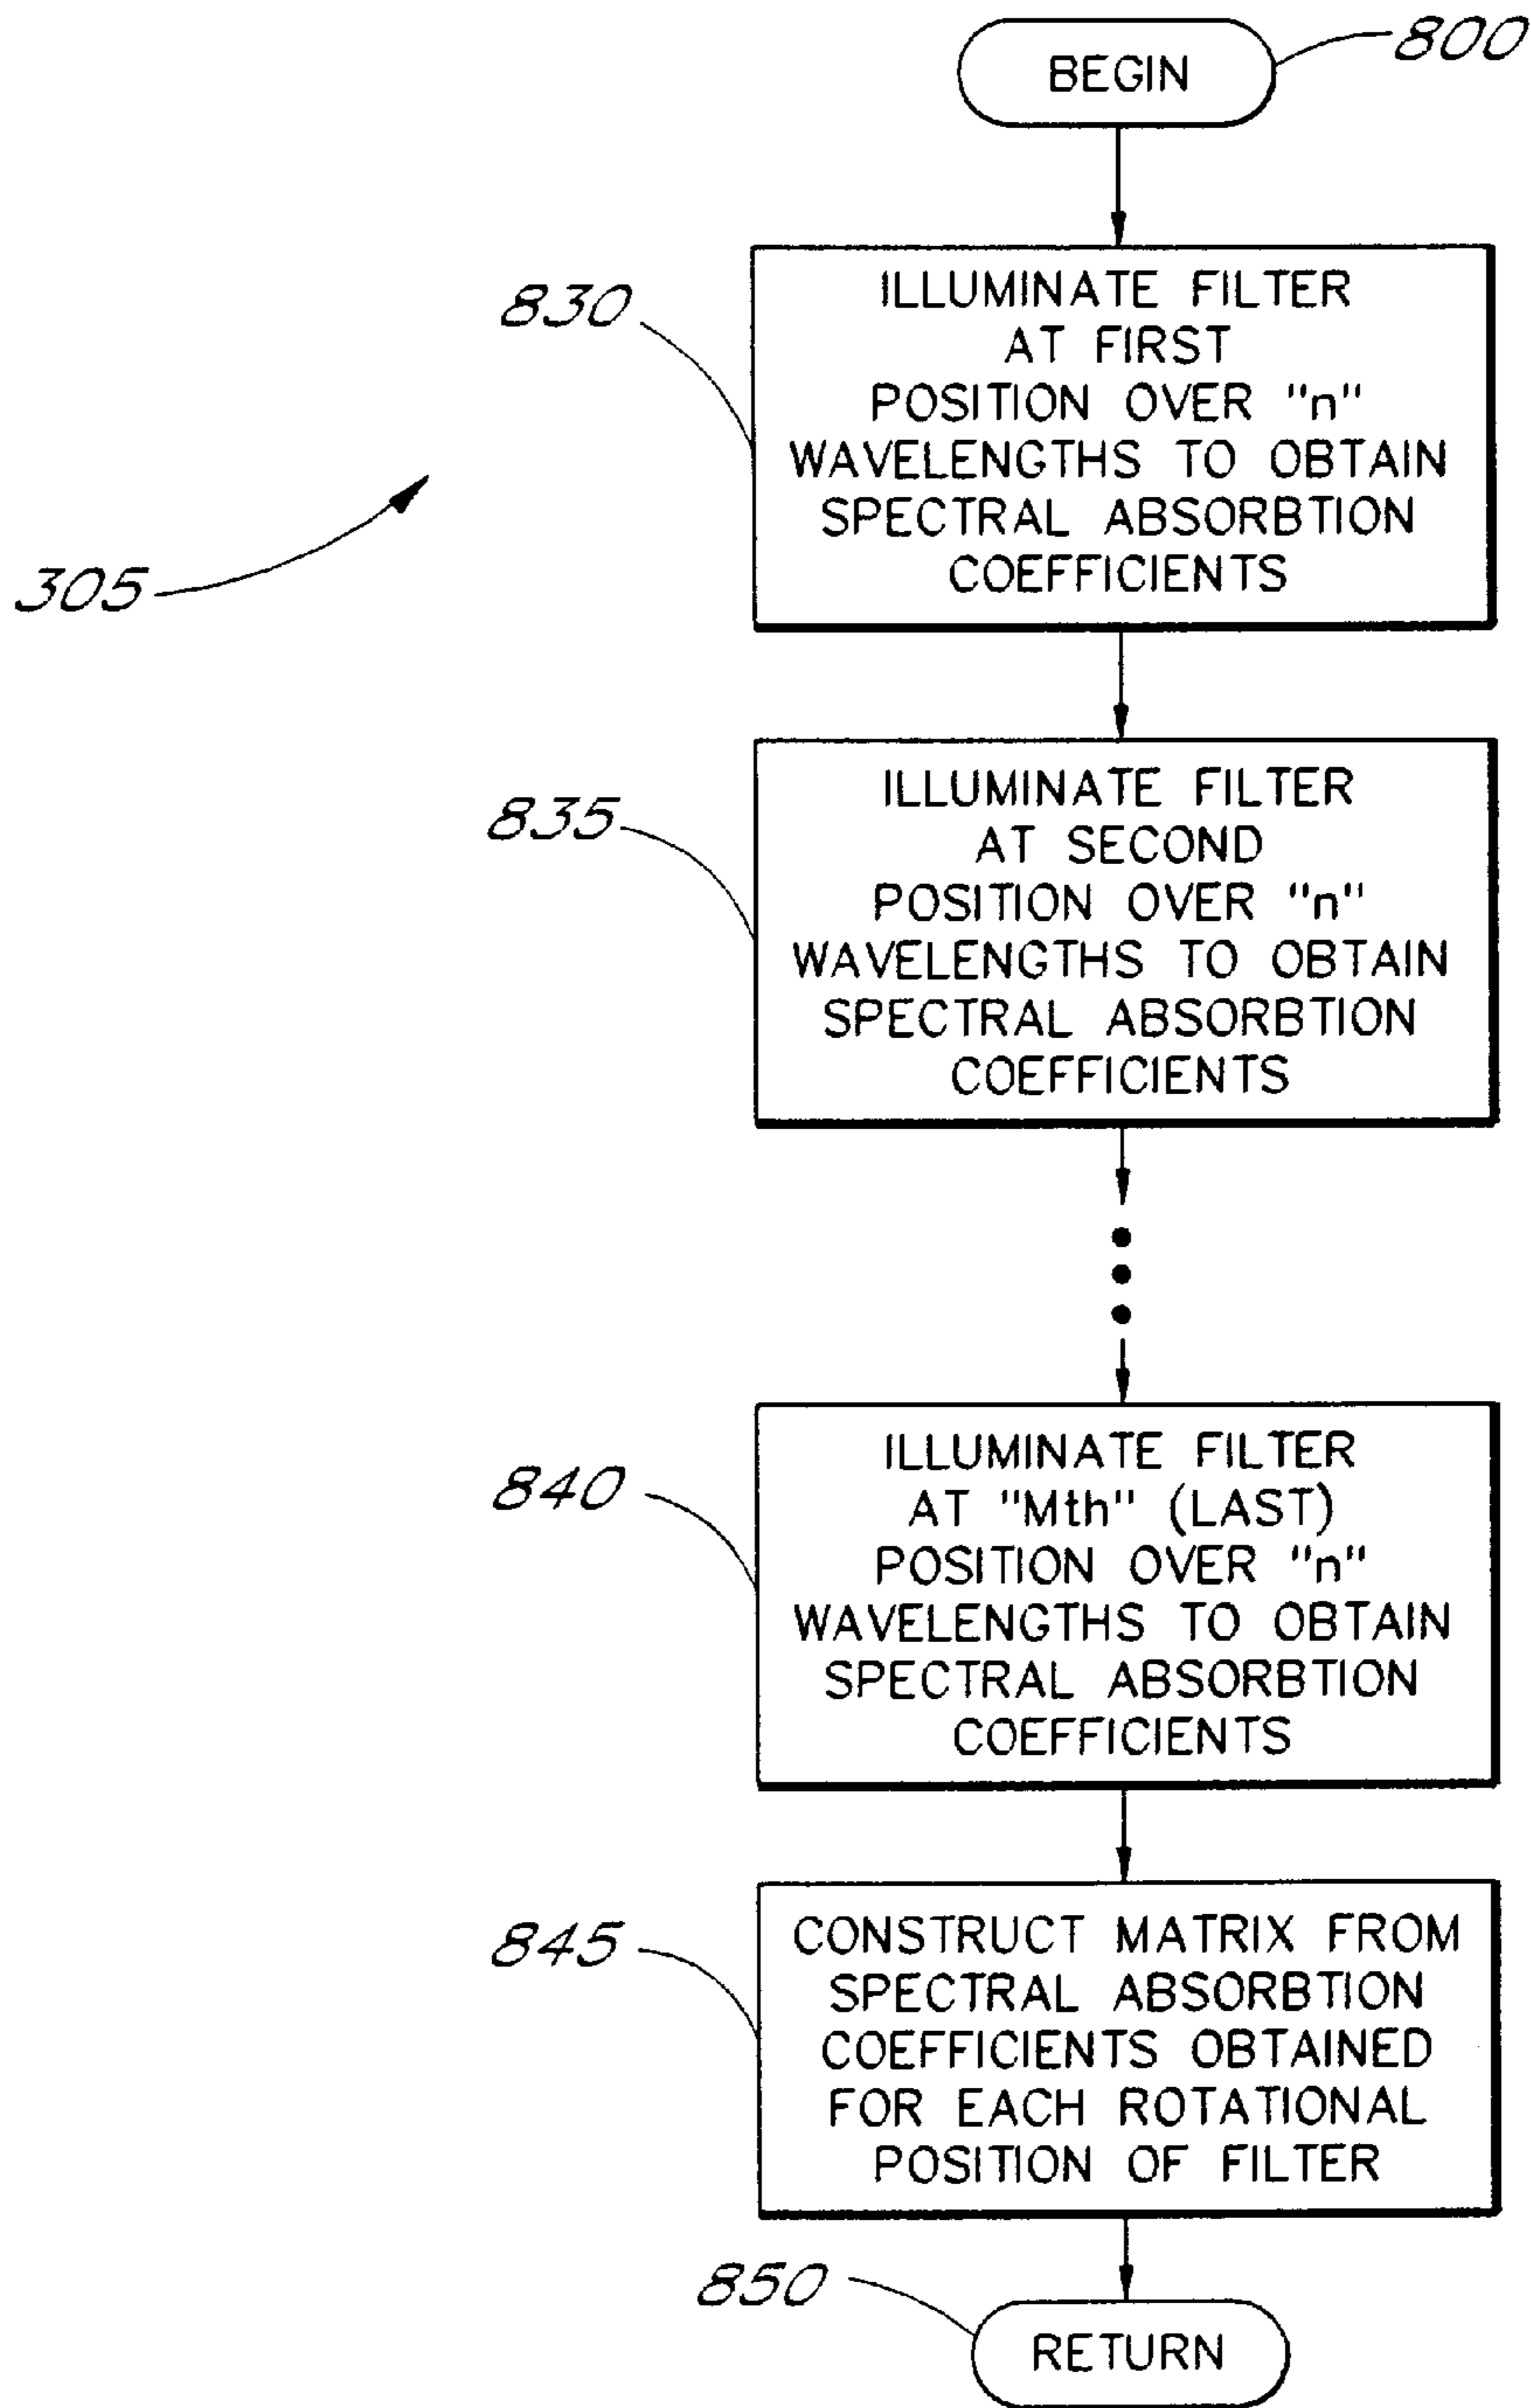 BEGIN
800
830
ILLUMINATE FILTER
AT FIRST
POSITION OVER "n"
WAVELENGTHS TO OBTAIN
SPECTRAL ABSORBTION
COEFFICIENTS
305
835
ILLUMINATE FILTER
AT SECOND
POSITION OVER "n"
WAVELENGTHS TO OBTAIN
SPECTRAL ABSORBTION
COEFFICIENTS
840
ILLUMINATE FILTER
AT "Mth" (LAST)
POSITION OVER "n"
WAVELENGTHS TO OBTAIN
SPECTRAL ABSORBTION
COEFFICIENTS
845
CONSTRUCT MATRIX FROM
SPECTRAL ABSORBTION
COEFFICIENTS OBTAINED
FOR EACH ROTATIONAL
POSITION OF FILTER
850
RETURN